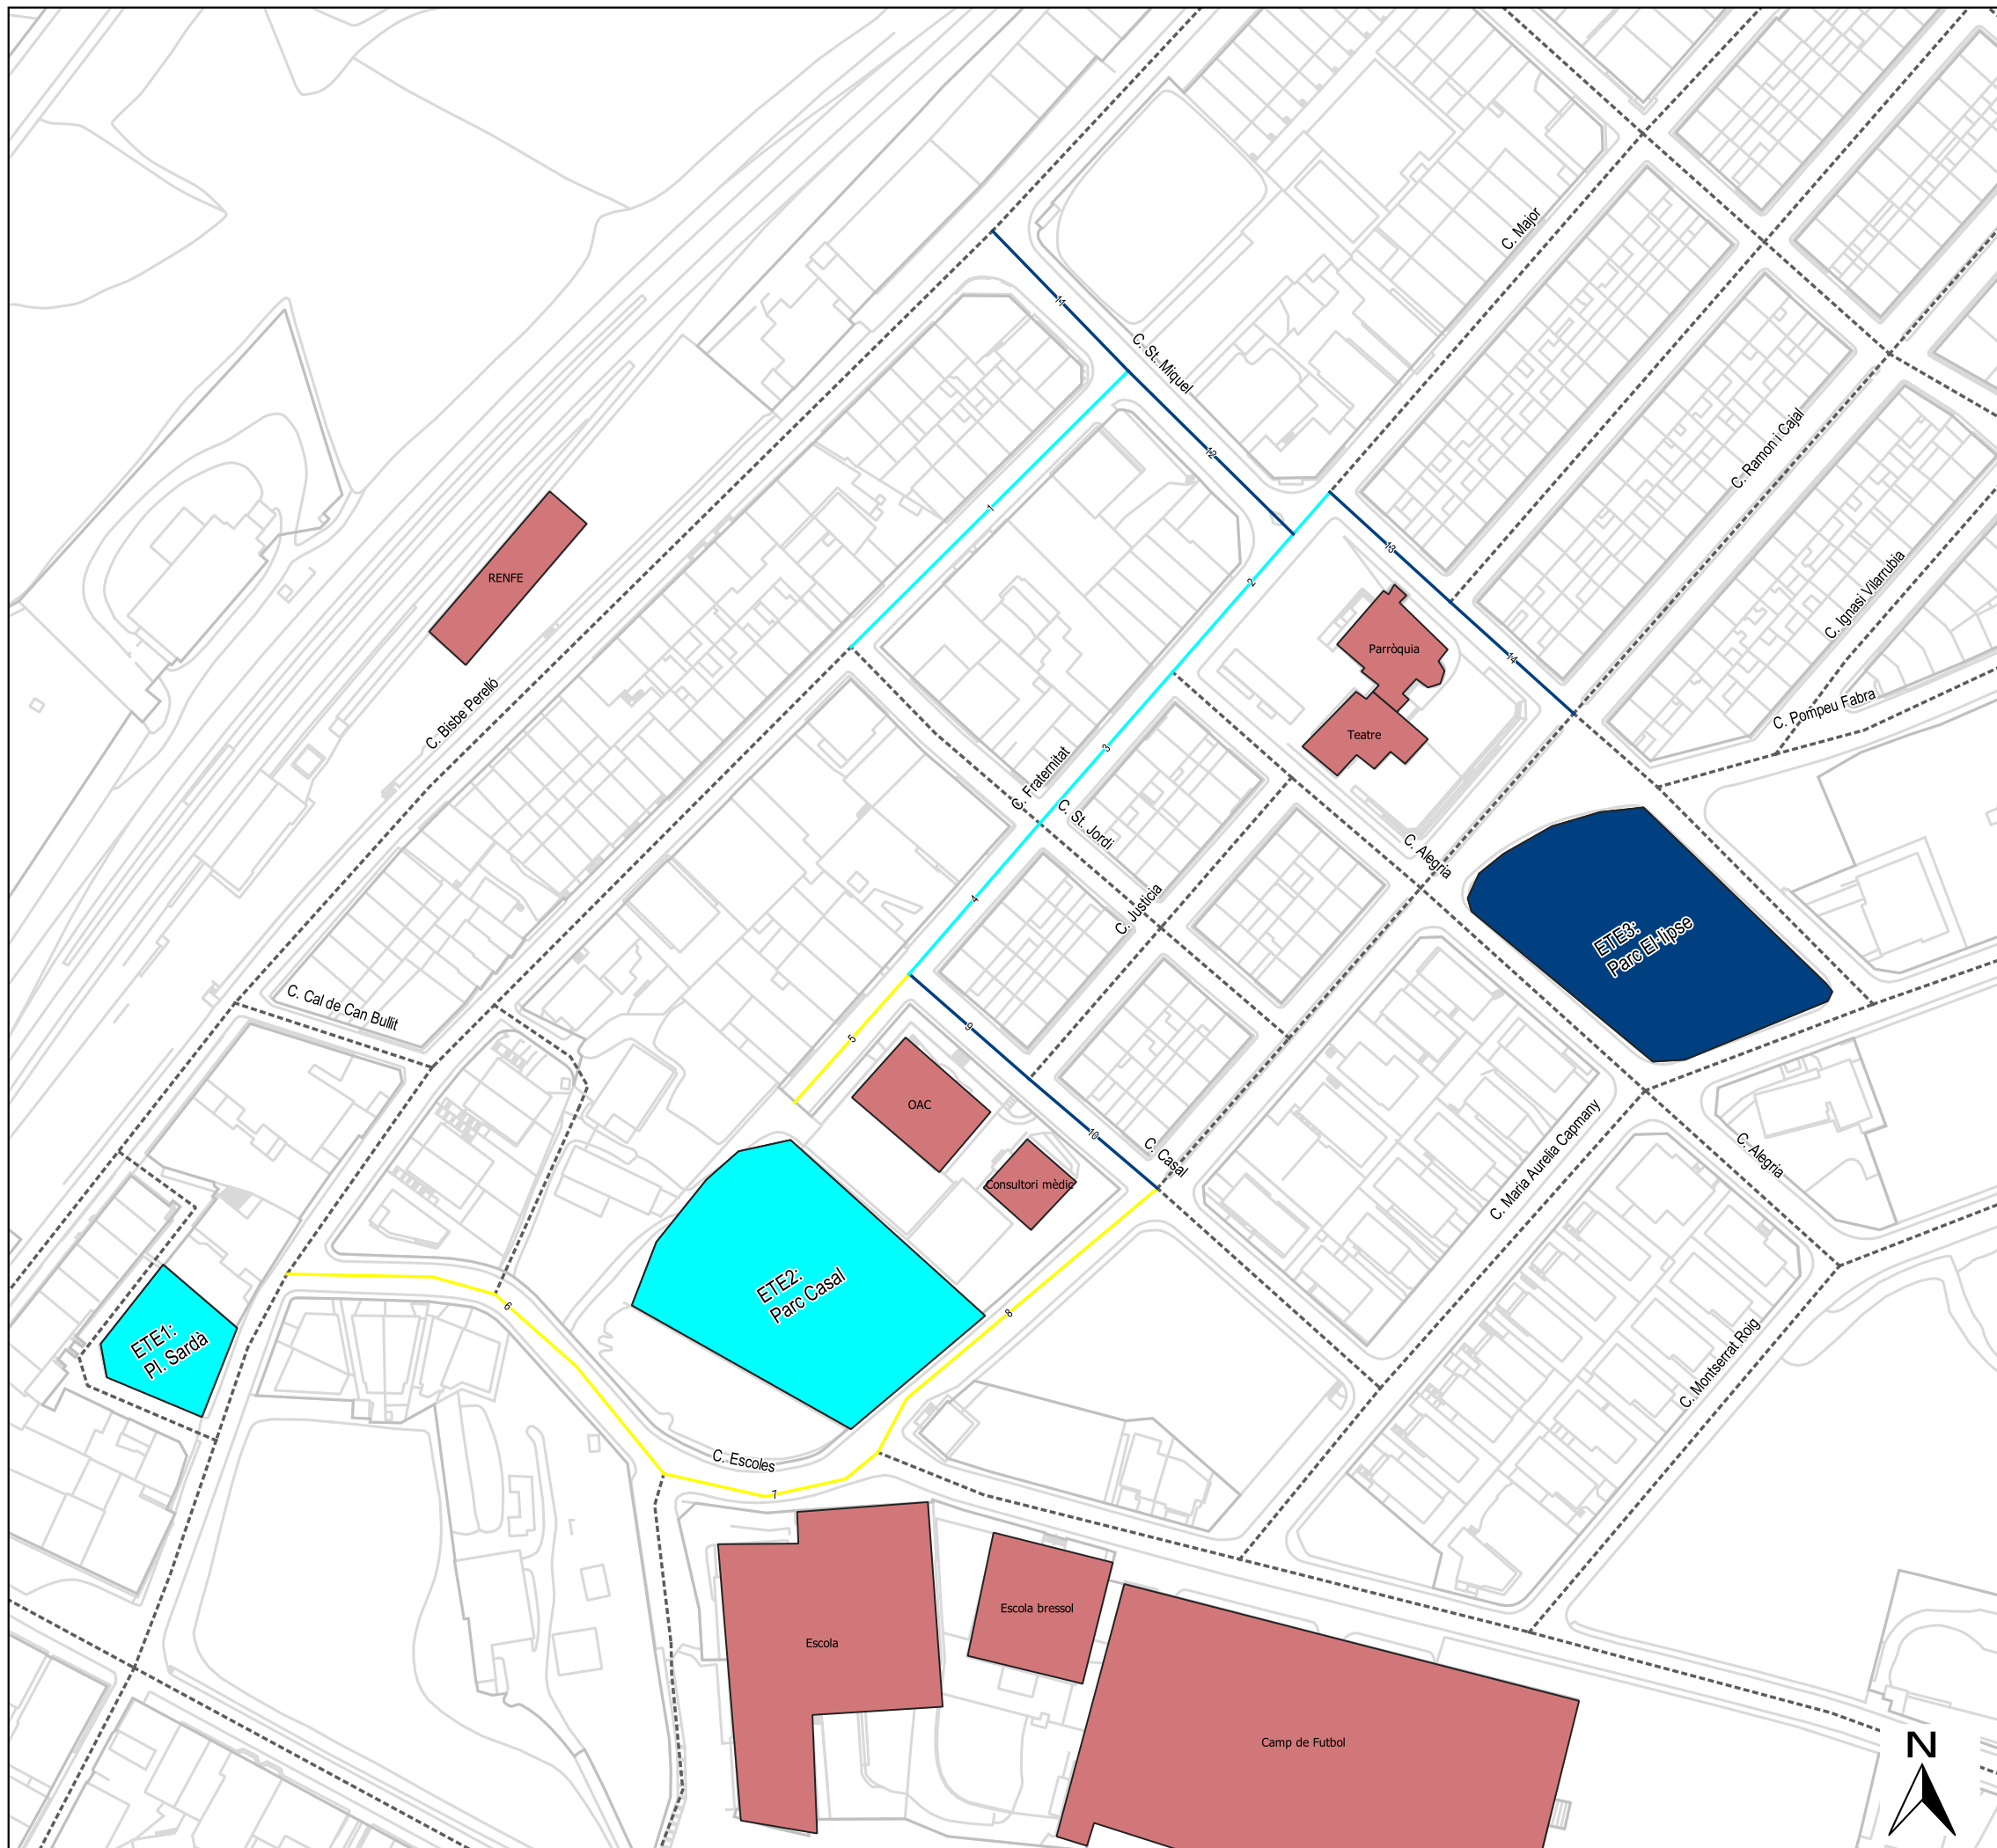 C. Major
11
C. St. Miquel
C. Ramon i Cajal
12
1
13
RENFE
2
C. Ignasi Vilarrubia
Parròquia
14
C. Bisbe Perelló
C. Pompeu Fabra
Teatre
3
C. Fraternitat
C. St. Jordi
C. Alegria
4
C. Justicia
ETE3:
Parc El·lipse
C. Cal de Can Bullit
9
5
OAC
10
C. Casal
C. Maria Aurelia Capmany
C. Alegria
Consultori mèdic
ETE2:
Parc Casal
6
8
ETE1:
Pl. Sardà
C. Montserrat Roig
C. Escoles
7
Escola bressol
Escola
Camp de Futbol
N